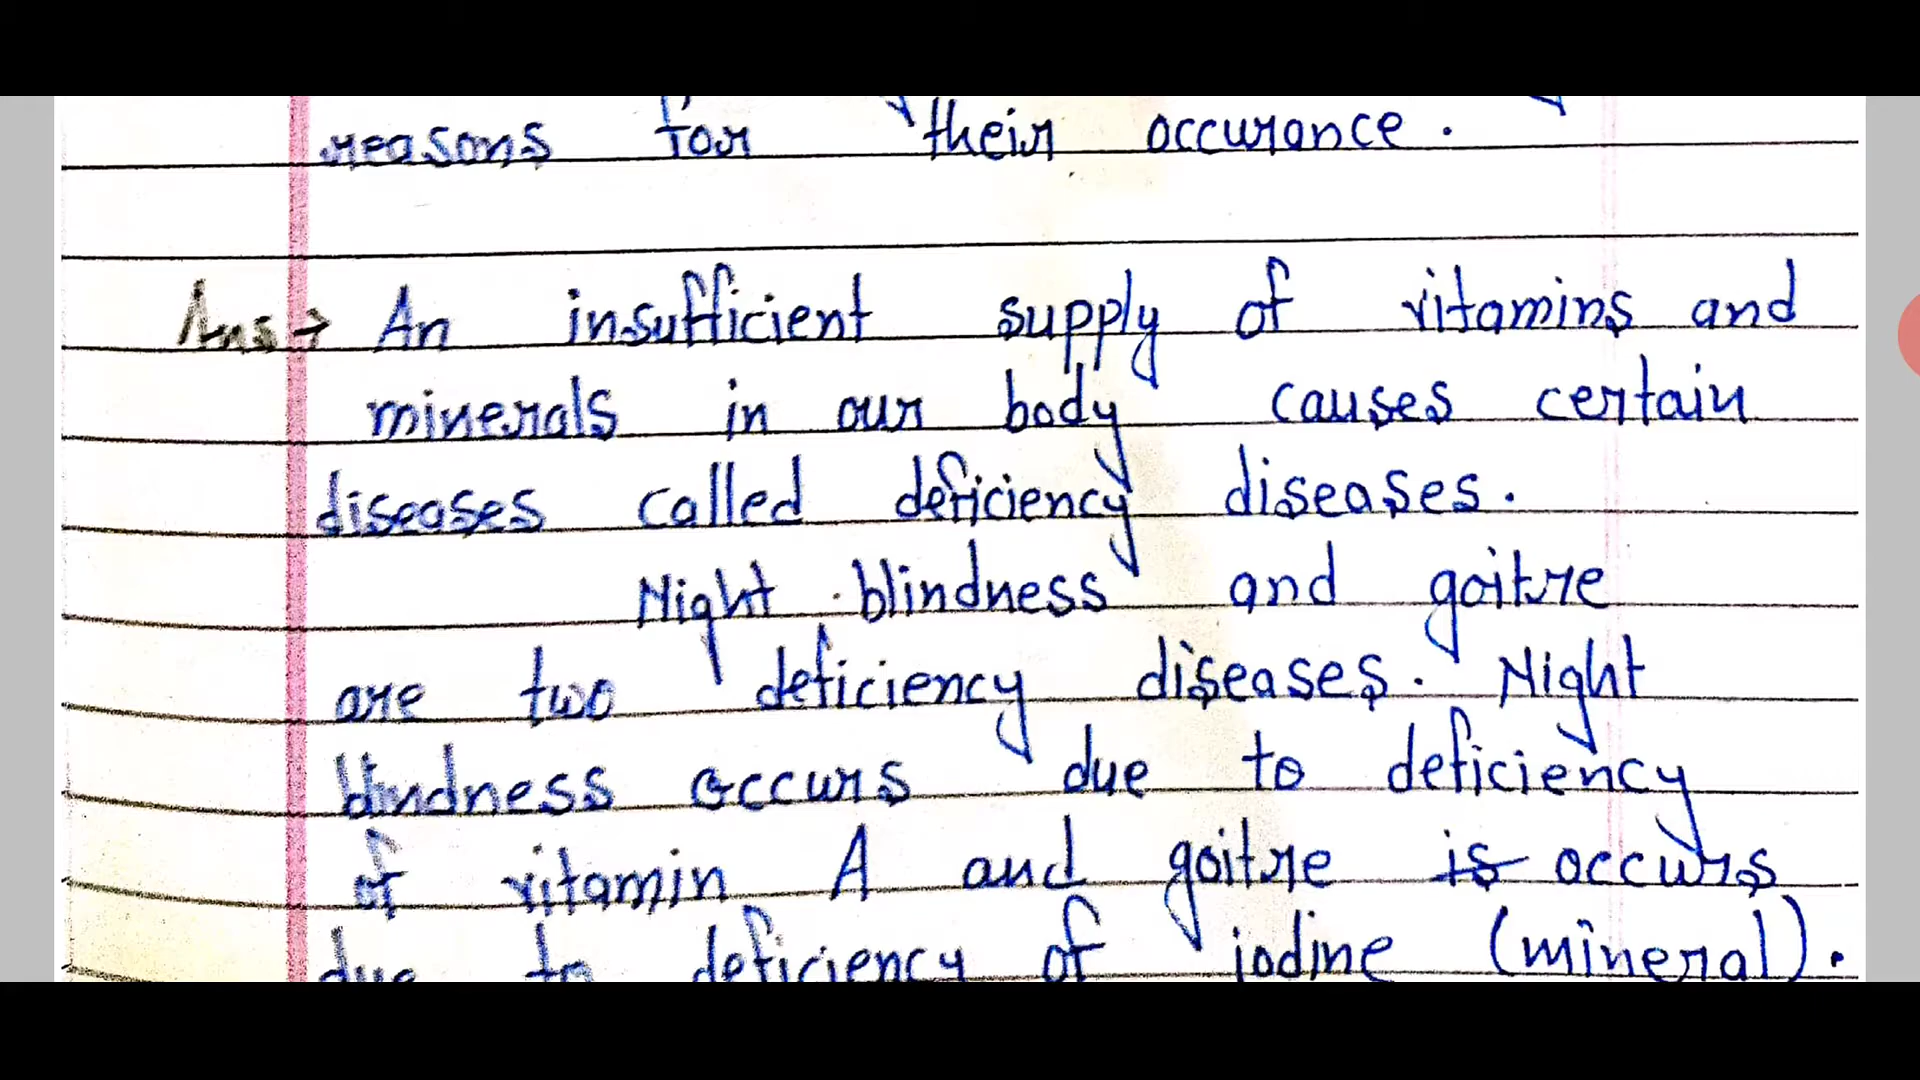 reasons for their occurance.
Ans → An insufficient supply of vitamins and
minerals in our body causes certain
diseases called deficiency diseases.
Night blindness and goitre
are two deficiency diseases. Night
blindness occurs due to deficiency
of vitamin A and goitre is occurs
due to deficiency of iodine (mineral).